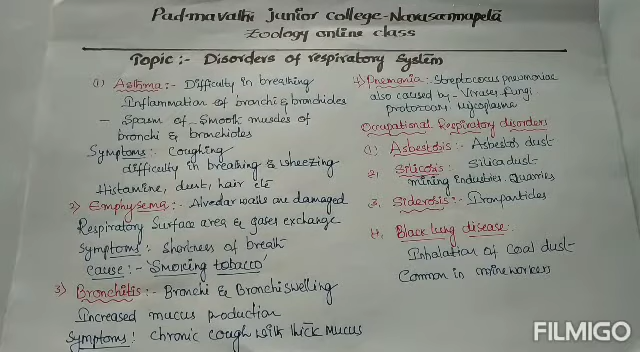 Padmavathi junior college-Narasannapeta
Zoology online class
Topic :- Disorders of respiratory System
1) Asthma :- Difficulty in breathing
Inflammation of bronchi & bronchioles
- Spasm of smooth muscles of
bronchi & bronchioles
Symptoms: Coughing
difficulty in breathing & wheezing
Histamine, dust, hair etc
2) Emphysema :- Alveolar walls are damaged
Respiratory Surface area & gases exchange
Symptoms : Shortness of breath
cause :- 'Smoking tobacco'
3) Bronchitis :- Bronchi & Bronchi swelling
Increased mucus production
Symptoms: chronic cough with thick mucus
4) Pnemonia :- Streptococcus pneumoniae
also caused by - Viruses, fungi
protozoan, Mycoplasma
Occupational Respiratory disorders
1) Asbestosis :- Asbestos dust
2) Silicosis : Silica dust-
mining industries. Quarries
3. Siderosis :- Iron particles
4. Black lung disease :
Inhalation of coal dust-
Common in mine workers
FILMIGO